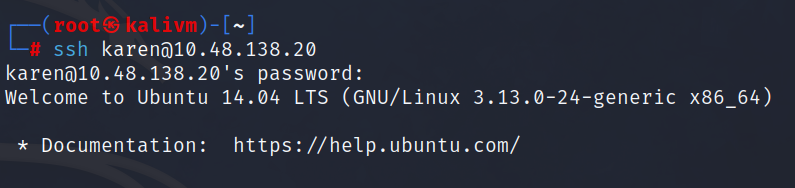 ┌──(root㉿kalivm)-[~]
└─# ssh karen@10.48.138.20
karen@10.48.138.20's password:
Welcome to Ubuntu 14.04 LTS (GNU/Linux 3.13.0-24-generic x86_64)
* Documentation:  https://help.ubuntu.com/